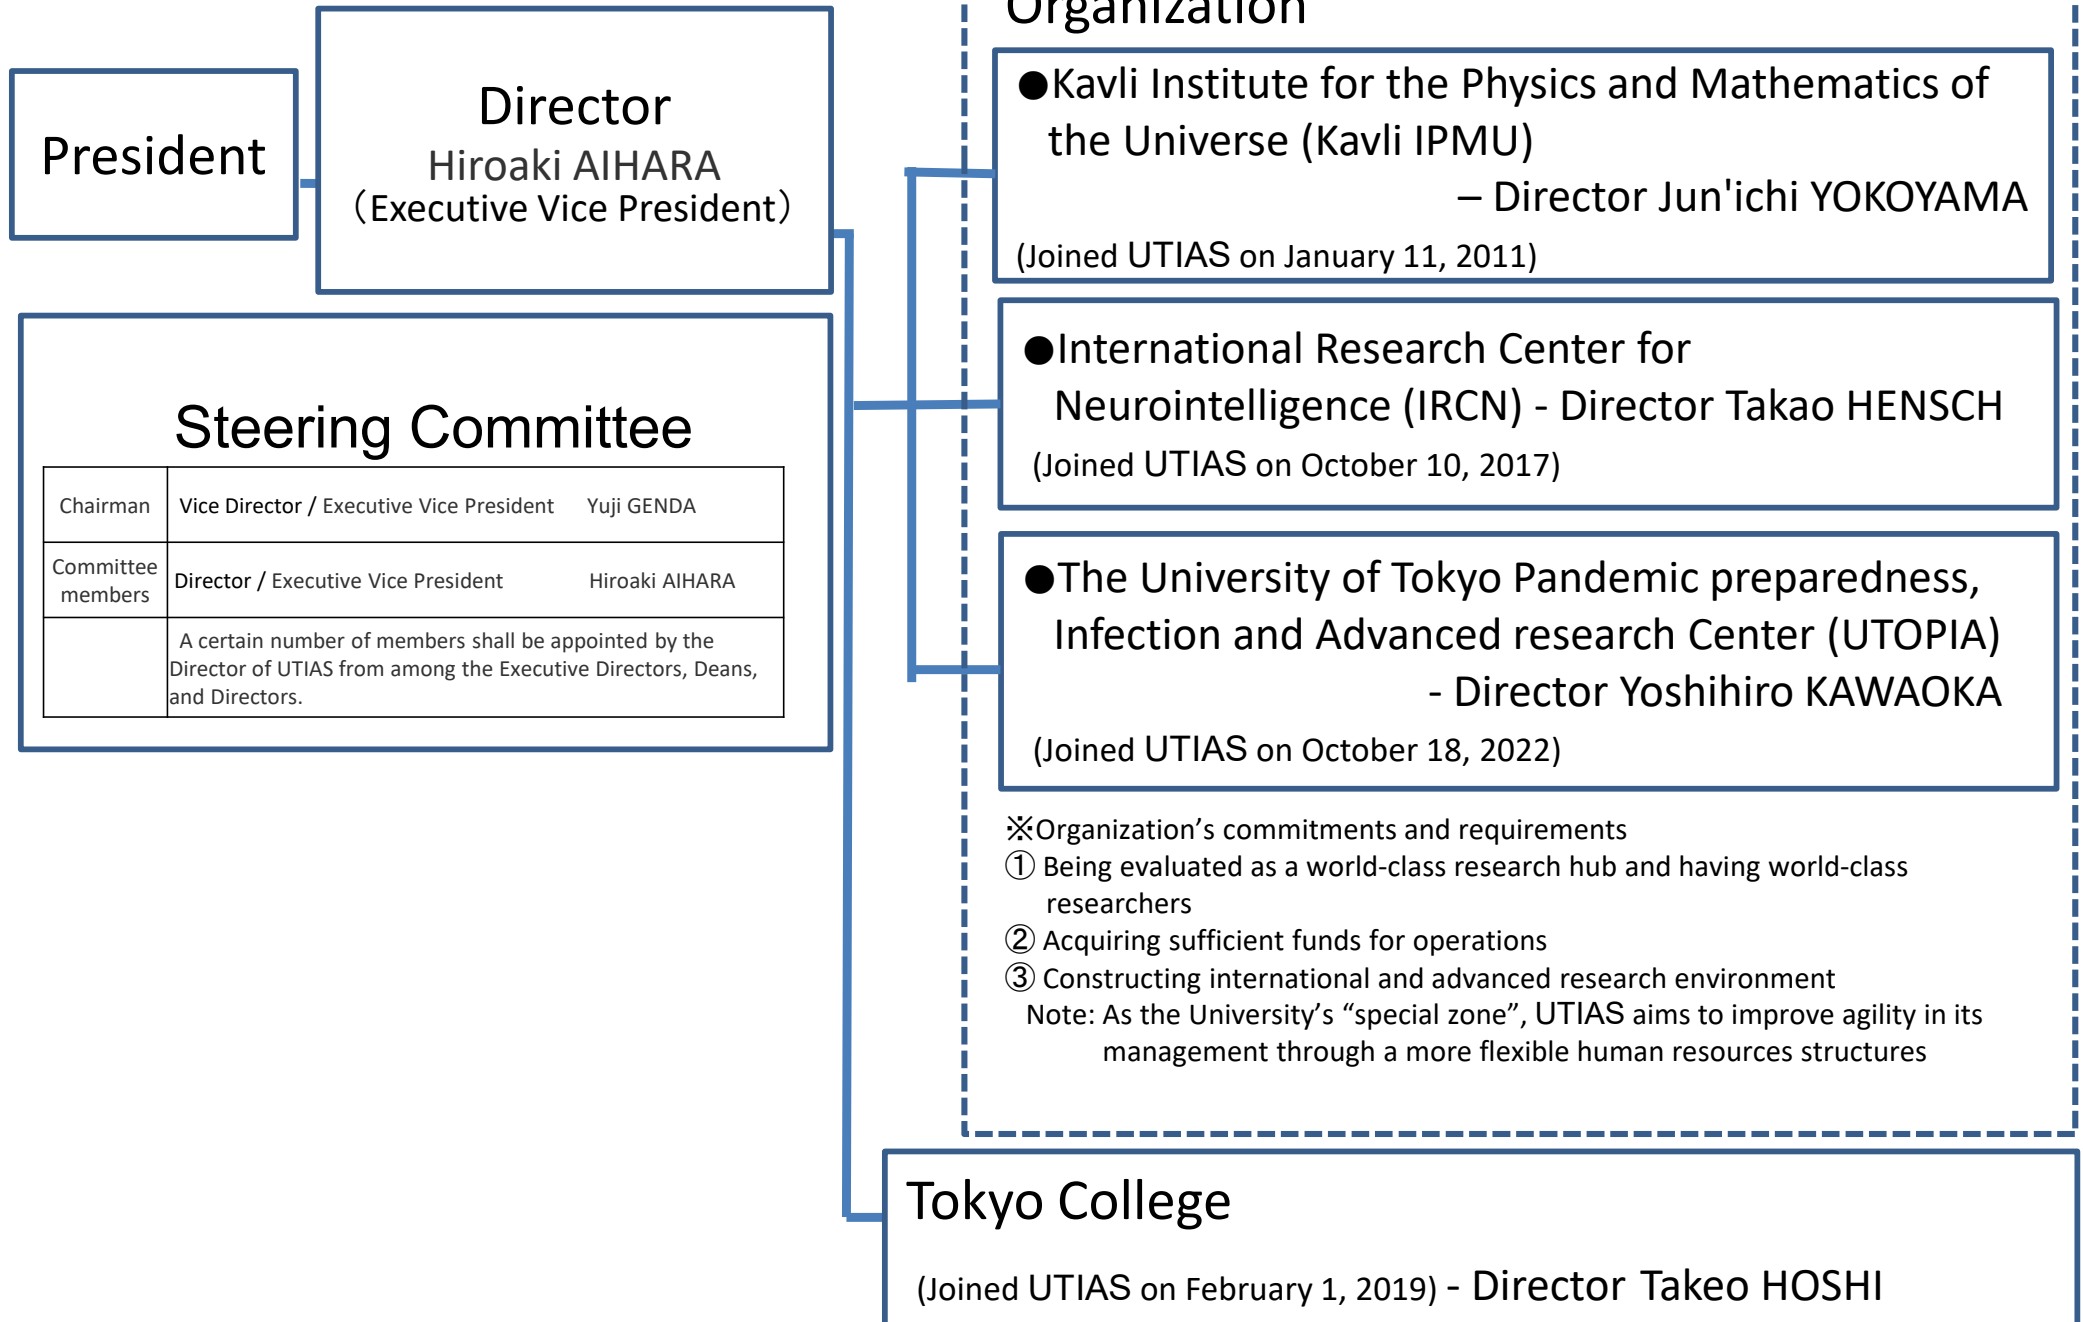 Organization
President
Director
Hiroaki AIHARA
（Executive Vice President）
Steering Committee
Chairman Vice Director / Executive Vice President Yuji GENDA
Committee members Director / Executive Vice President Hiroaki AIHARA
A certain number of members shall be appointed by the
Director of UTIAS from among the Executive Directors, Deans,
and Directors.
●Kavli Institute for the Physics and Mathematics of
the Universe (Kavli IPMU)
– Director Jun'ichi YOKOYAMA
(Joined UTIAS on January 11, 2011)
●International Research Center for
Neurointelligence (IRCN) - Director Takao HENSCH
(Joined UTIAS on October 10, 2017)
●The University of Tokyo Pandemic preparedness,
Infection and Advanced research Center (UTOPIA)
- Director Yoshihiro KAWAOKA
(Joined UTIAS on October 18, 2022)
※Organization’s commitments and requirements
① Being evaluated as a world-class research hub and having world-class
researchers
② Acquiring sufficient funds for operations
③ Constructing international and advanced research environment
Note: As the University’s “special zone”, UTIAS aims to improve agility in its
management through a more flexible human resources structures
Tokyo College
(Joined UTIAS on February 1, 2019) - Director Takeo HOSHI